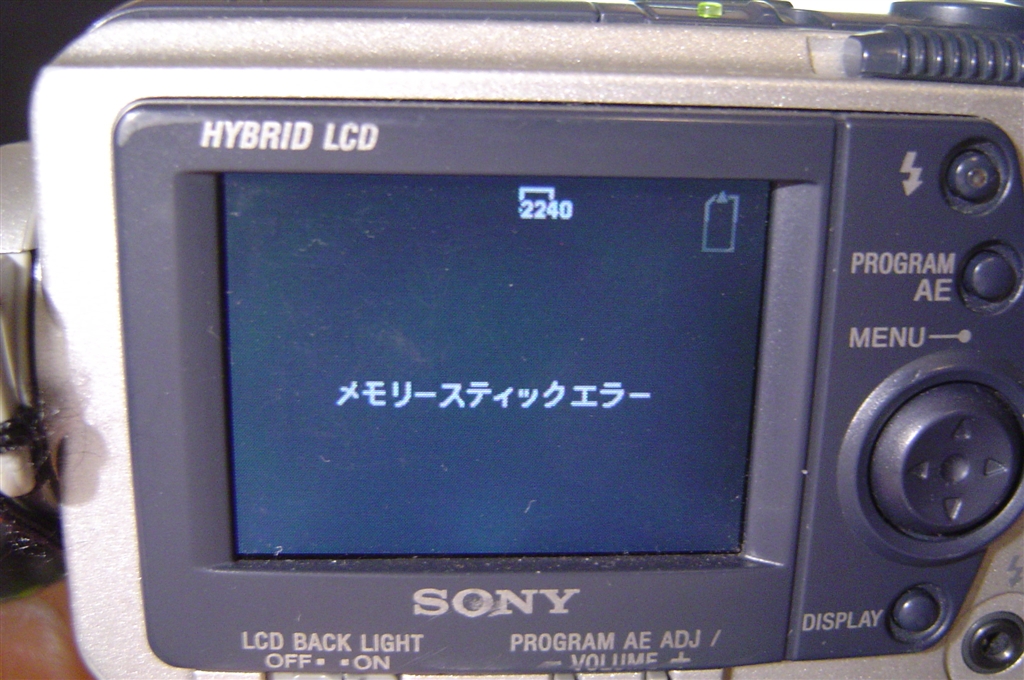 HYBRID LCD
2240
PROGRAM
AE
MENU
メモリースティックエラー
SONY
DISPLAY
LCD BACK LIGHT
OFF ON
PROGRAM AE ADJ /
− VOLUME +